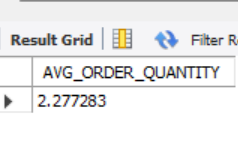 Result Grid
Filter R
AVG_ORDER_QUANTITY
2.277283